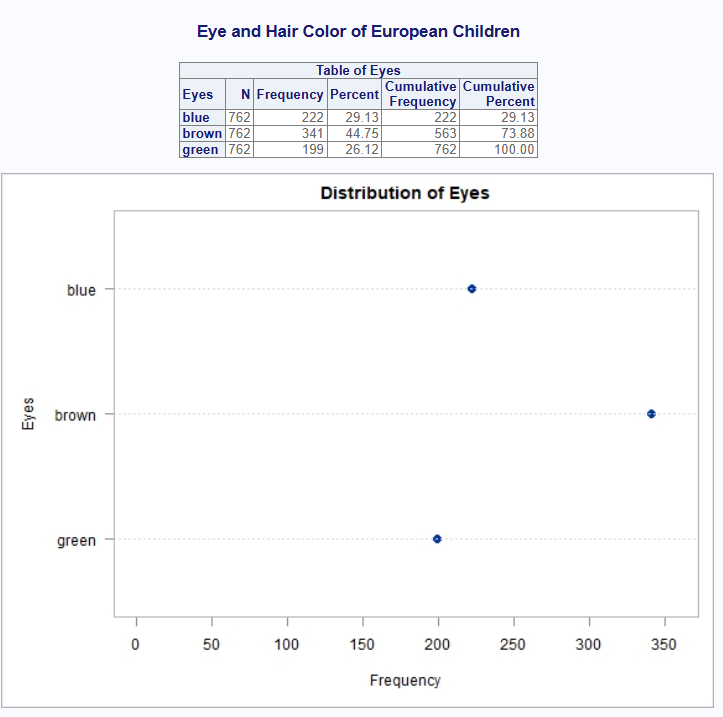 Eye and Hair Color of European Children
Table of Eyes
Eyes N Frequency Percent Cumulative Frequency Cumulative Percent
blue 762 222 29.13 222 29.13
brown 762 341 44.75 563 73.88
green 762 199 26.12 762 100.00
Distribution of Eyes
blue
brown
green
Eyes
0 50 100 150 200 250 300 350
Frequency